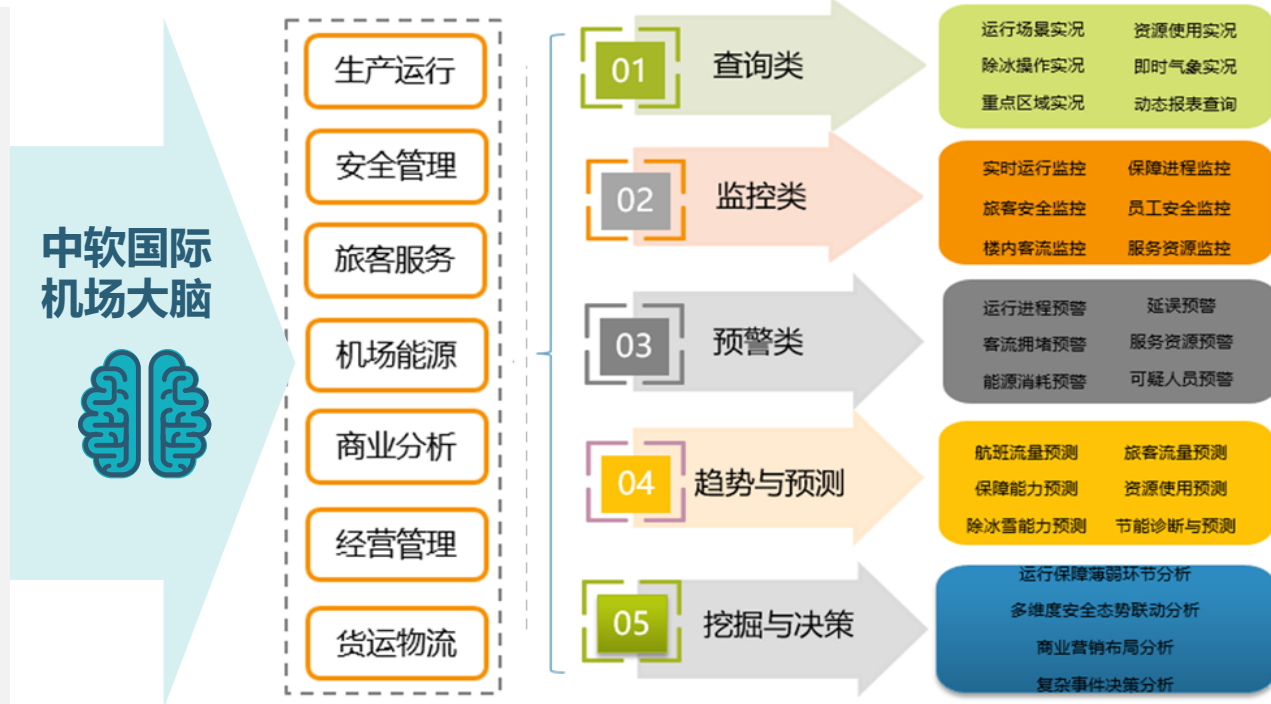 中软国际
机场大脑
生产运行
安全管理
旅客服务
机场能源
商业分析
经营管理
货运物流
01 查询类
运行场景实况 资源使用实况
除冰操作实况 即时气象实况
重点区域实况 动态报表查询
02 监控类
实时运行监控 保障进程监控
旅客安全监控 员工安全监控
楼内客流监控 服务资源监控
03 预警类
运行进程预警 延误预警
客流拥堵预警 服务资源预警
能源消耗预警 可疑人员预警
04 趋势与预测
航班流量预测 旅客流量预测
保障能力预测 资源使用预测
除冰雪能力预测 节能诊断与预测
05 挖掘与决策
运行保障薄弱环节分析
多维度安全态势联动分析
商业营销布局分析
复杂事件决策分析